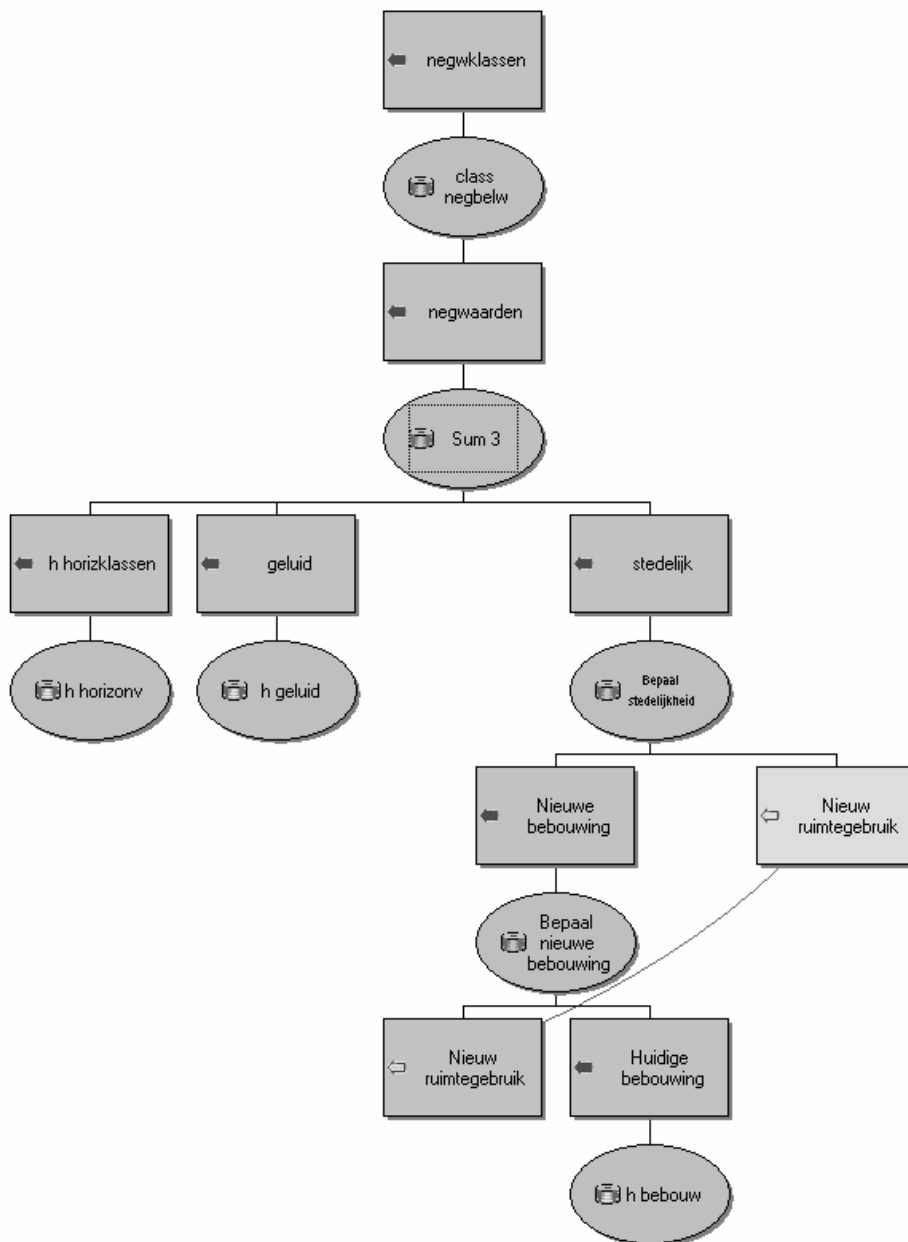 negwklassen
class
negbelw
negwaarden
Sum 3
h horizklassen
geluid
stedelijk
h horizonv
h geluid
Bepaal
stedelijkheid
Nieuwe
bebouwing
Nieuw
ruimtegebruik
Bepaal
nieuwe
bebouwing
Nieuw
ruimtegebruik
Huidige
bebouwing
h bebouw